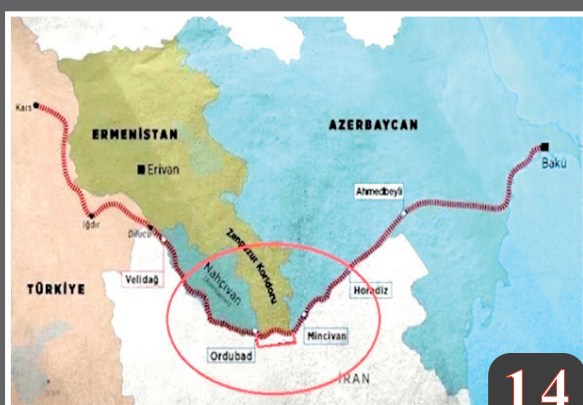 Kars
ERMENİSTAN
AZERBAYCAN
Erivan
Bakü
Ahmedbeyli
Iğdır
Dilucu
Zengezur Koridoru
Velidağ
Nahçıvan
TÜRKİYE
Horadiz
Mincivan
Ordubad
İRAN
14